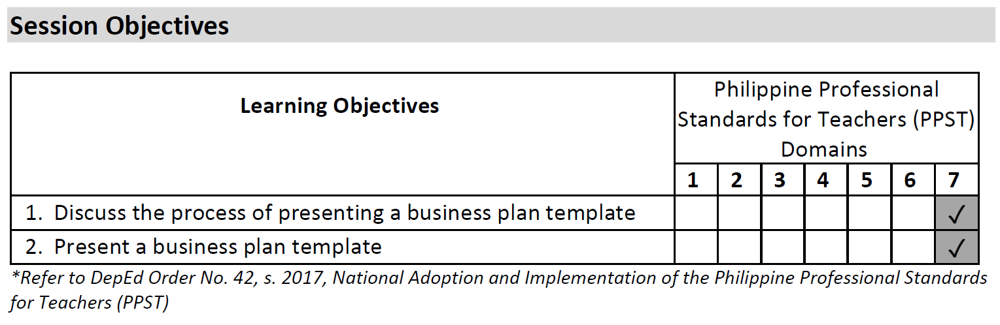 Session Objectives
Learning Objectives
Philippine Professional
Standards for Teachers (PPST)
Domains
1 2 3 4 5 6 7
1. Discuss the process of presenting a business plan template ✓
2. Present a business plan template ✓
*Refer to DepEd Order No. 42, s. 2017, National Adoption and Implementation of the Philippine Professional Standards
for Teachers (PPST)